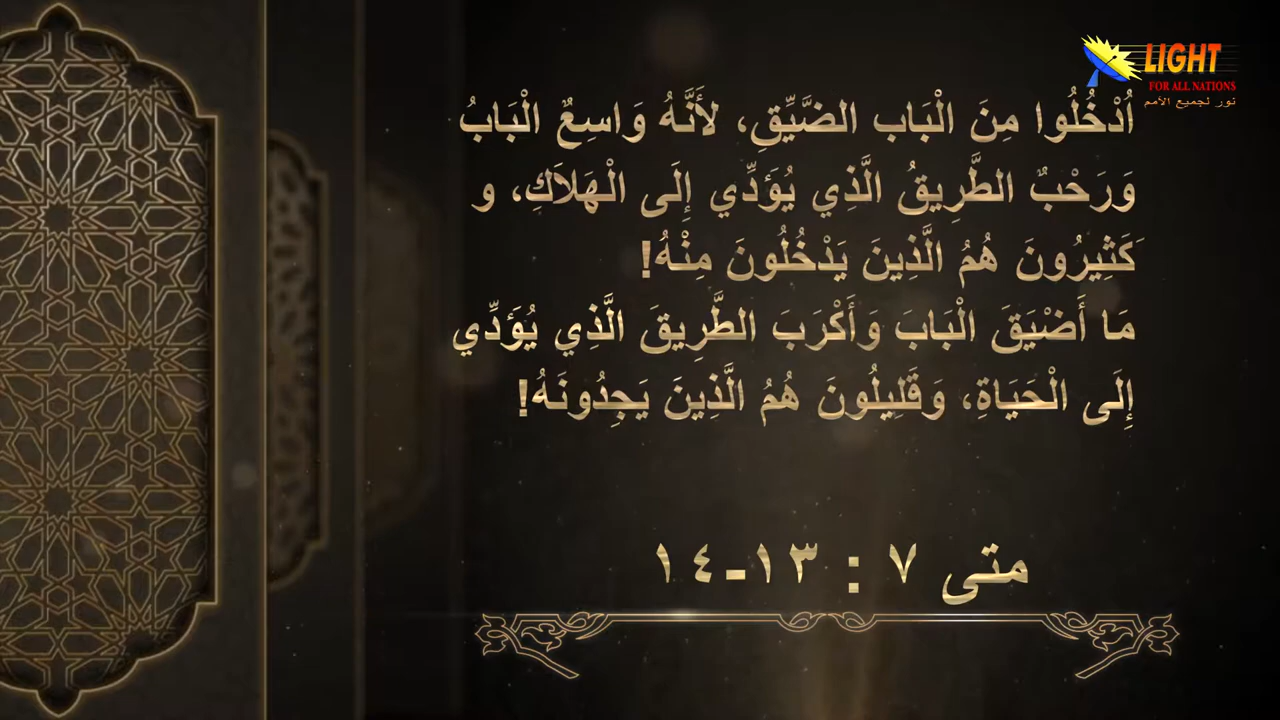 LIGHT
FOR ALL NATIONS
نور لجميع الأمم
اُدْخُلُوا مِنَ الْبَاب الضَّيِّقِ، لأَنَّهُ وَاسِعٌ الْبَابُ
وَرَحْبٌ الطَّرِيقُ الَّذِي يُؤَدِّي إِلَى الْهَلاَكِ، و
َكَثِيرُونَ هُمُ الَّذِينَ يَدْخُلُونَ مِنْهُ!
مَا أَضْيَقَ الْبَابَ وَأَكْرَبَ الطَّرِيقَ الَّذِي يُؤَدِّي
إِلَى الْحَيَاةِ، وَقَلِيلُونَ هُمُ الَّذِينَ يَجِدُونَهُ!
متى ٧ : ١٣-١٤